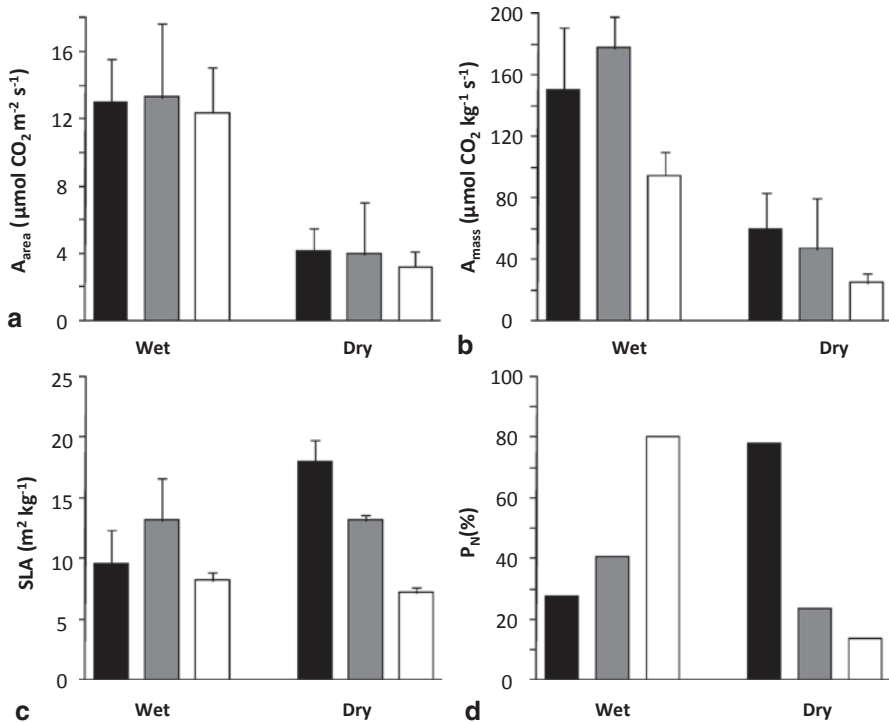 A_area (µmol CO₂ m⁻² s⁻¹)
16
12
8
4
0
a
Wet
Dry
A_mass (µmol CO₂ kg⁻¹ s⁻¹)
200
160
120
80
40
0
b
Wet
Dry
SLA (m² kg⁻¹)
25
20
15
10
5
0
c
Wet
Dry
P_N(%)
100
80
60
40
20
0
d
Wet
Dry